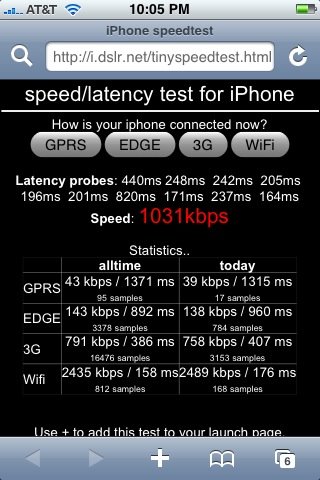 AT&T 10:05 PM
iPhone speedtest
http://i.dslr.net/tinyspeedtest.html
speed/latency test for iPhone
How is your iphone connected now?
GPRS EDGE 3G WiFi
Latency probes: 440ms 248ms 242ms 205ms
196ms 201ms 820ms 171ms 237ms 164ms
Speed: 1031kbps
Statistics..
alltime today
GPRS 43 kbps / 1371 ms 39 kbps / 1315 ms
95 samples 17 samples
EDGE 143 kbps / 892 ms 138 kbps / 960 ms
3378 samples 784 samples
3G 791 kbps / 386 ms 758 kbps / 407 ms
16476 samples 3153 samples
Wifi 2435 kbps / 158 ms 2489 kbps / 176 ms
812 samples 168 samples
Use + to add this test to your launch page.
6